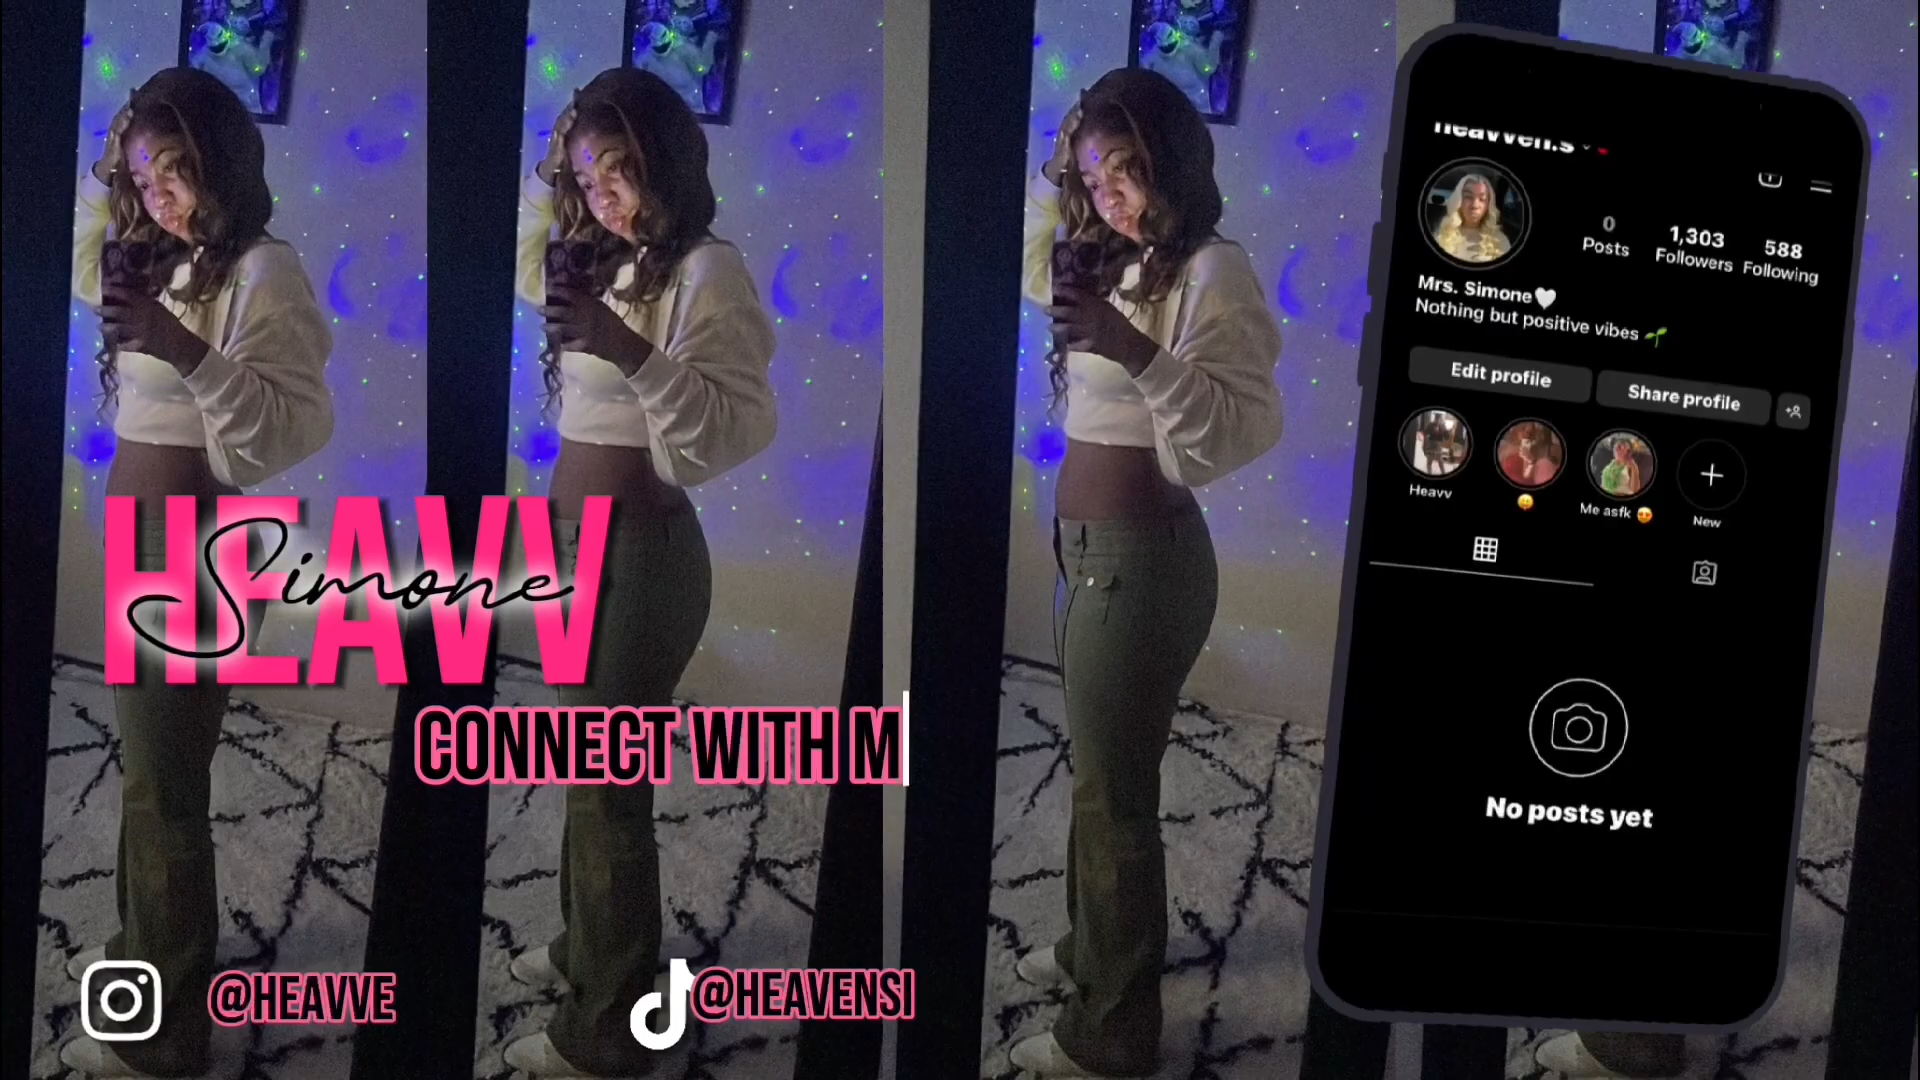 HEAVV
Simone
CONNECT WITH M
@HEAVVE
@HEAVENSI
heavven.s
0
Posts
1,303
Followers
588
Following
Mrs. Simone🤍
Nothing but positive vibes 🌱
Edit profile
Share profile
Heavv
😛
Me asfk 😍
New
No posts yet